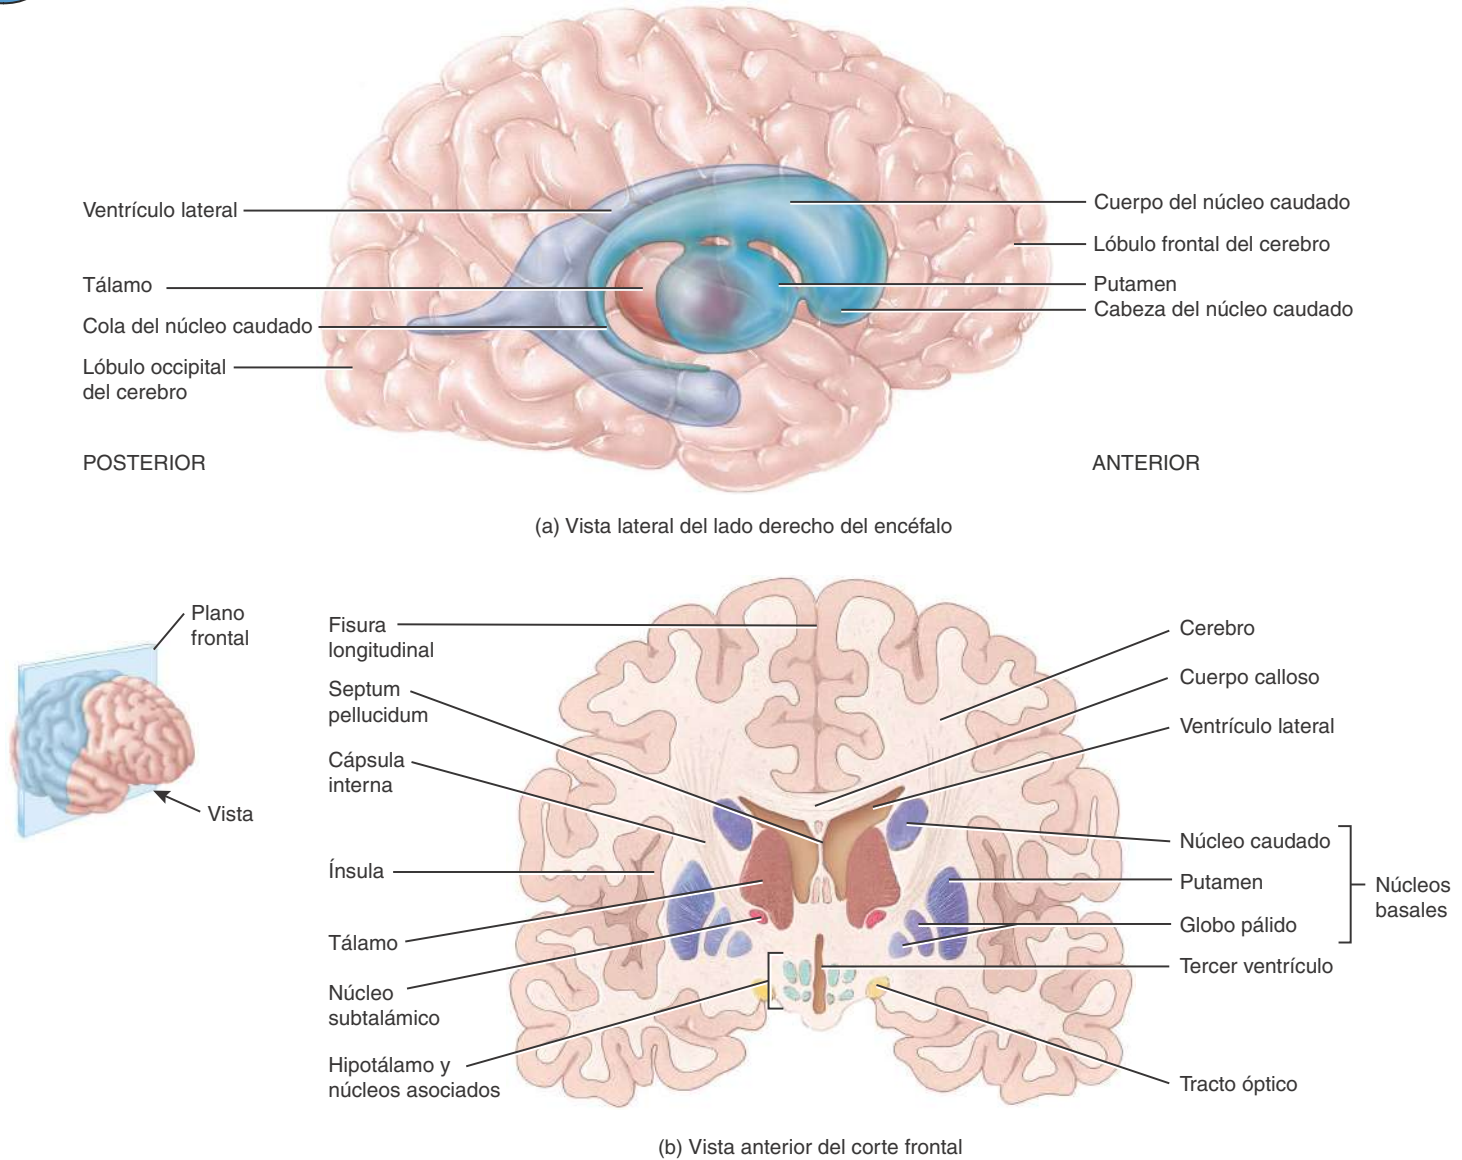 Ventrículo lateral
Tálamo
Cola del núcleo caudado
Lóbulo occipital
del cerebro
POSTERIOR
Cuerpo del núcleo caudado
Lóbulo frontal del cerebro
Putamen
Cabeza del núcleo caudado
ANTERIOR
(a) Vista lateral del lado derecho del encéfalo
Plano
frontal
Vista
Fisura
longitudinal
Septum
pellucidum
Cápsula
interna
Ínsula
Tálamo
Núcleo
subtalámico
Hipotálamo y
núcleos asociados
Cerebro
Cuerpo calloso
Ventrículo lateral
Núcleo caudado
Putamen
Globo pálido
Núcleos
basales
Tercer ventrículo
Tracto óptico
(b) Vista anterior del corte frontal